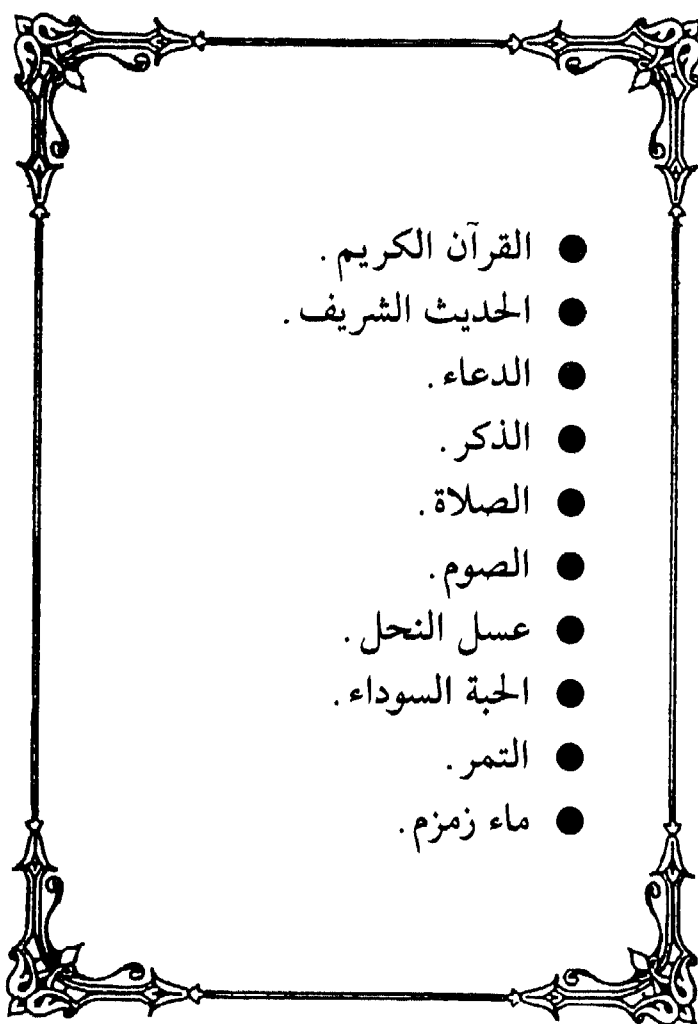 ● القرآن الكريم.
● الحديث الشريف.
● الدعاء.
● الذكر.
● الصلاة.
● الصوم.
● عسل النحل.
● الحبة السوداء.
● التمر.
● ماء زمزم.